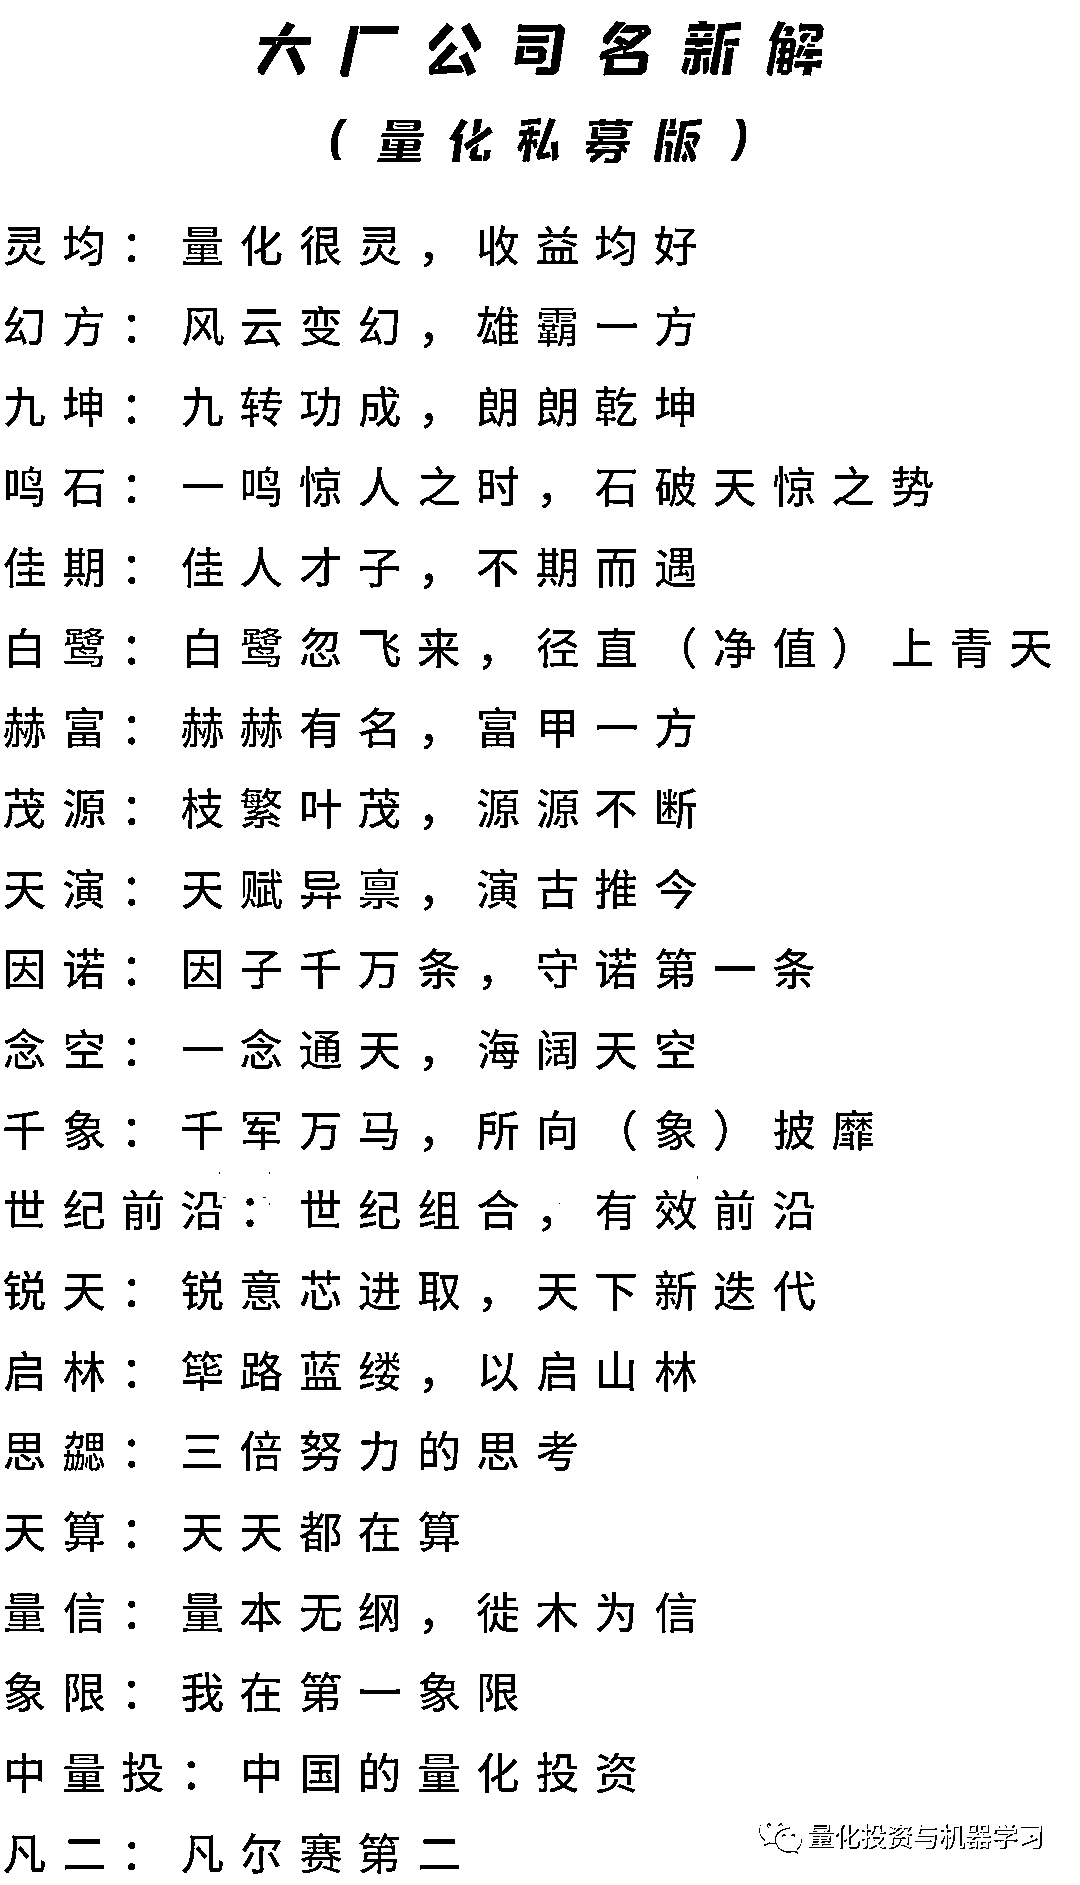 大厂公司名新解
（量化私募版）
灵均：量化很灵，收益均好
幻方：风云变幻，雄霸一方
九坤：九转功成，朗朗乾坤
鸣石：一鸣惊人之时，石破天惊之势
佳期：佳人才子，不期而遇
白鹭：白鹭忽飞来，径直（净值）上青天
赫富：赫赫有名，富甲一方
茂源：枝繁叶茂，源源不断
天演：天赋异禀，演古推今
因诺：因子千万条，守诺第一条
念空：一念通天，海阔天空
千象：千军万马，所向（象）披靡
世纪前沿：世纪组合，有效前沿
锐天：锐意芯进取，天下新迭代
启林：筚路蓝缕，以启山林
思勰：三倍努力的思考
天算：天天都在算
量信：量本无纲，徙木为信
象限：我在第一象限
中量投：中国的量化投资
凡二：凡尔赛第二
量化投资与机器学习